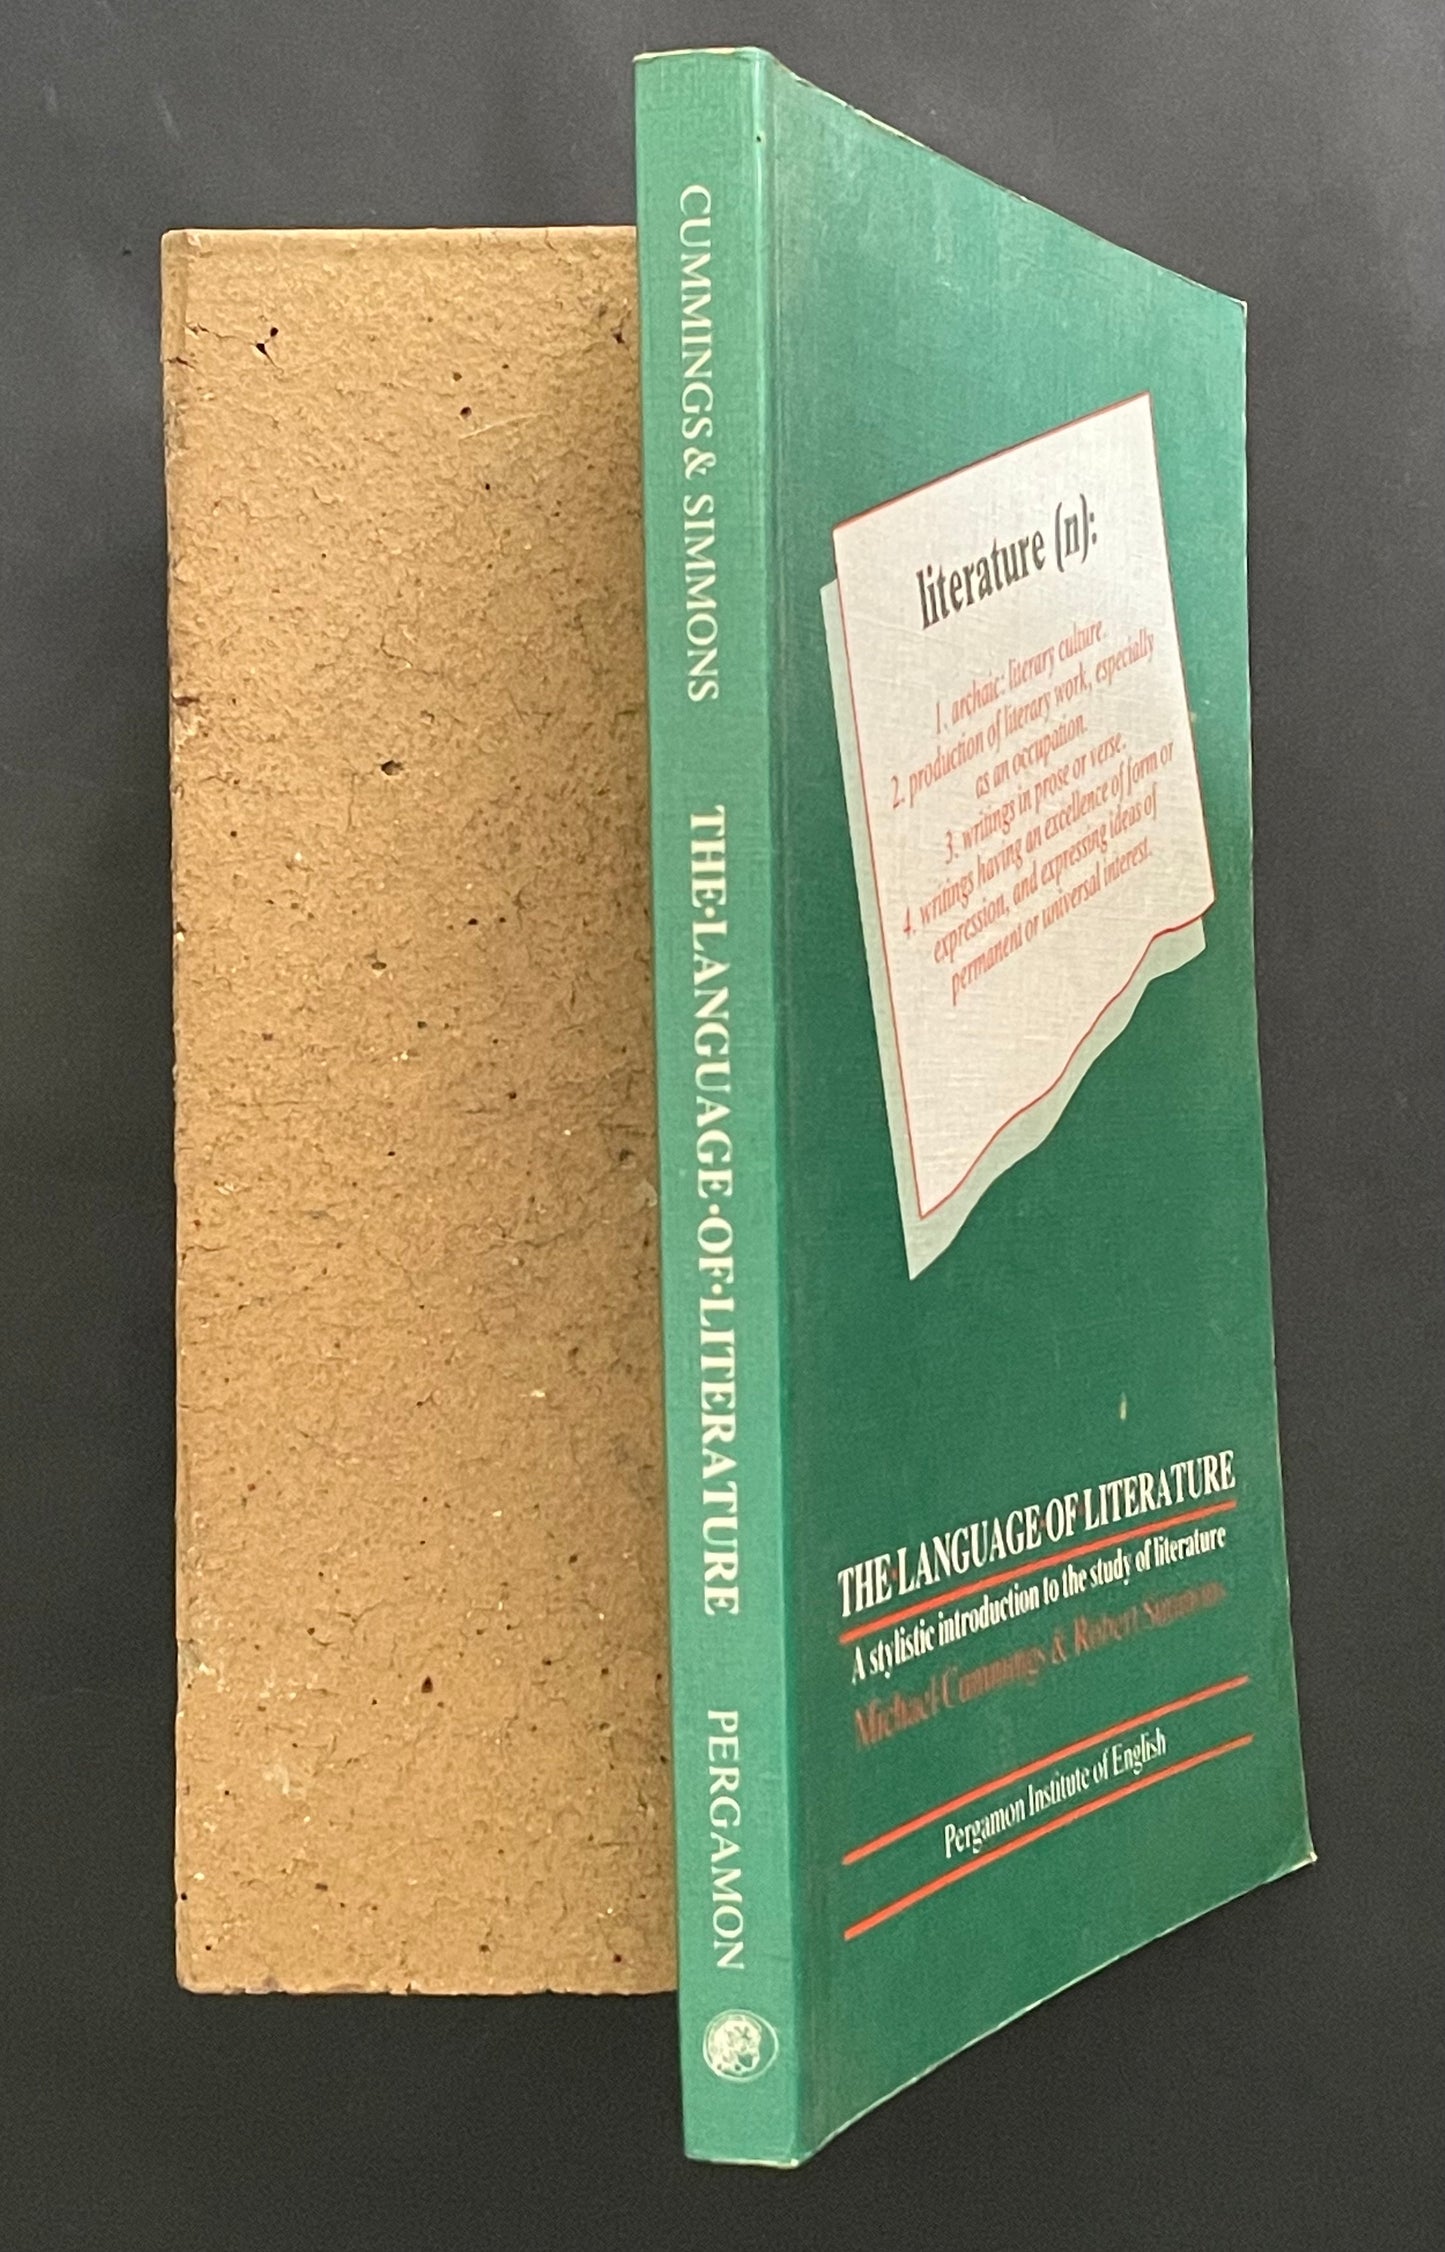 CUMMINGS & SIMMONS THE•LANGUAGE•OF•LITERATURE PERGAMON
literature (n):
1. archaic: literary culture.
2. production of literary work, especially
as an occupation.
3. writings in prose or verse.
4. writings having an excellence of form or
expression, and expressing ideas of
permanent or universal interest.
THE•LANGUAGE•OF•LITERATURE
A stylistic introduction to the study of literature
Michael Cummings & Robert Simmons
Pergamon Institute of English